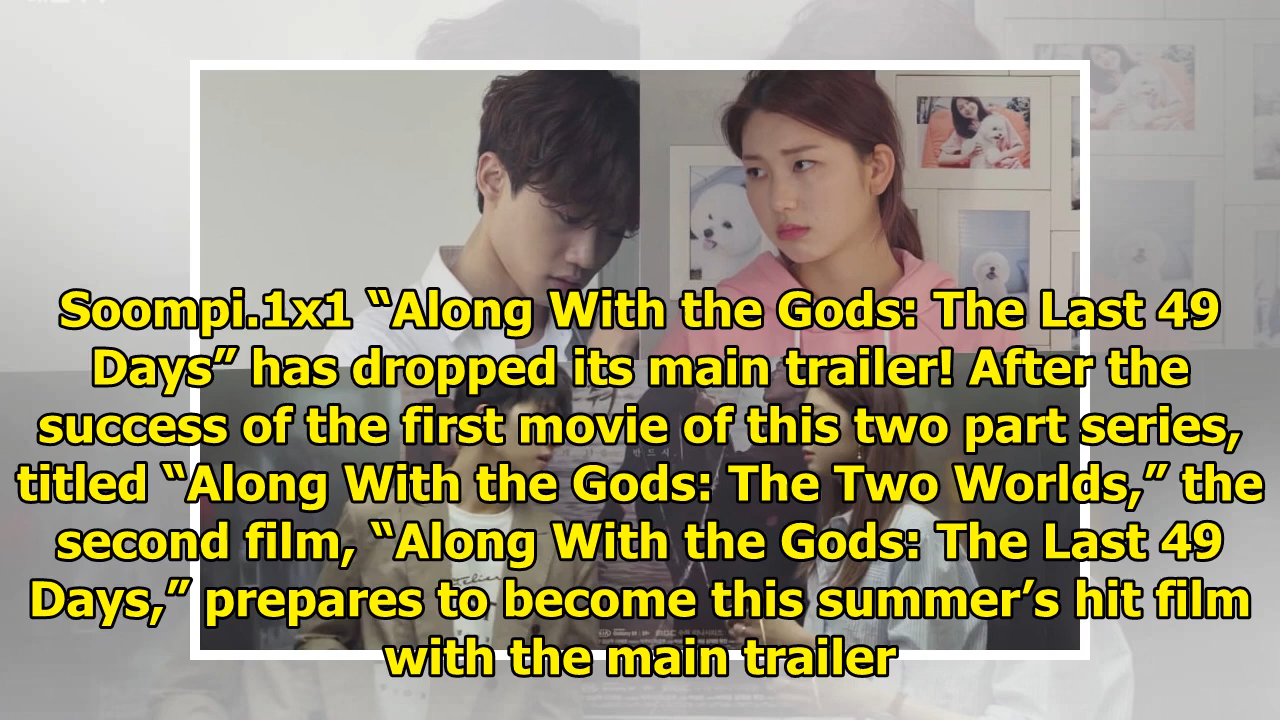 Soompi.1x1 “Along With the Gods: The Last 49
Days” has dropped its main trailer! After the
success of the first movie of this two part series,
titled “Along With the Gods: The Two Worlds,” the
second film, “Along With the Gods: The Last 49
Days,” prepares to become this summer’s hit film
with the main trailer